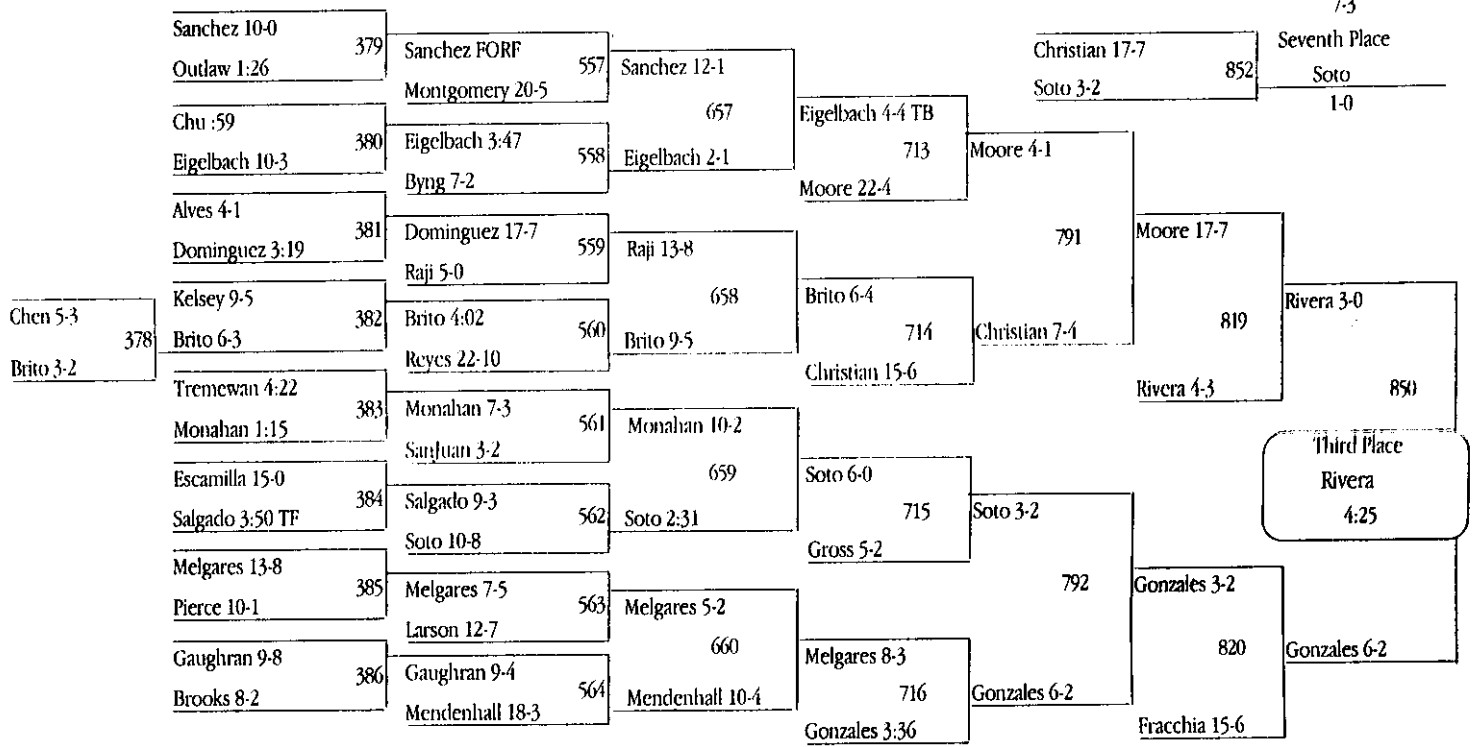 7-3
Seventh Place
Soto
1-0
Christian 17-7
852
Soto 3-2
Chen 5-3
378
Brito 3-2
Sanchez 10-0
379
Outlaw 1:26
Chu :59
380
Eigelbach 10-3
Alves 4-1
381
Dominguez 3:19
Kelsey 9-5
382
Brito 6-3
Tremewan 4:22
383
Monahan 1:15
Escamilla 15-0
384
Salgado 3:50 TF
Melgares 13-8
385
Pierce 10-1
Gaughran 9-8
386
Brooks 8-2
Sanchez FORF
557
Montgomery 20-5
Eigelbach 3:47
558
Byng 7-2
Dominguez 17-7
559
Raji 5-0
Brito 4:02
560
Reyes 22-10
Monahan 7-3
561
SanJuan 3-2
Salgado 9-3
562
Soto 10-8
Melgares 7-5
563
Larson 12-7
Gaughran 9-4
564
Mendenhall 18-3
Sanchez 12-1
657
Eigelbach 2-1
Raji 13-8
658
Brito 9-5
Monahan 10-2
659
Soto 2:31
Melgares 5-2
660
Mendenhall 10-4
Eigelbach 4-4 TB
713
Moore 22-4
Brito 6-4
714
Christian 15-6
Soto 6-0
715
Gross 5-2
Melgares 8-3
716
Gonzales 3:36
Moore 4-1
791
Christian 7-4
Soto 3-2
792
Gonzales 6-2
Moore 17-7
819
Rivera 4-3
Gonzales 3-2
820
Fracchia 15-6
Rivera 3-0
850
Gonzales 6-2
Third Place
Rivera
4:25